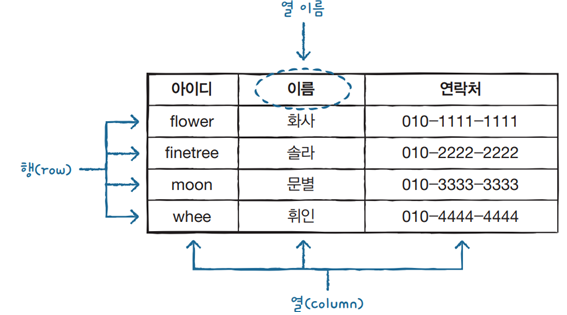 열 이름
아이디 이름 연락처
flower 화사 010-1111-1111
finetree 솔라 010-2222-2222
행(row)
moon 문별 010-3333-3333
whee 휘인 010-4444-4444
열(column)